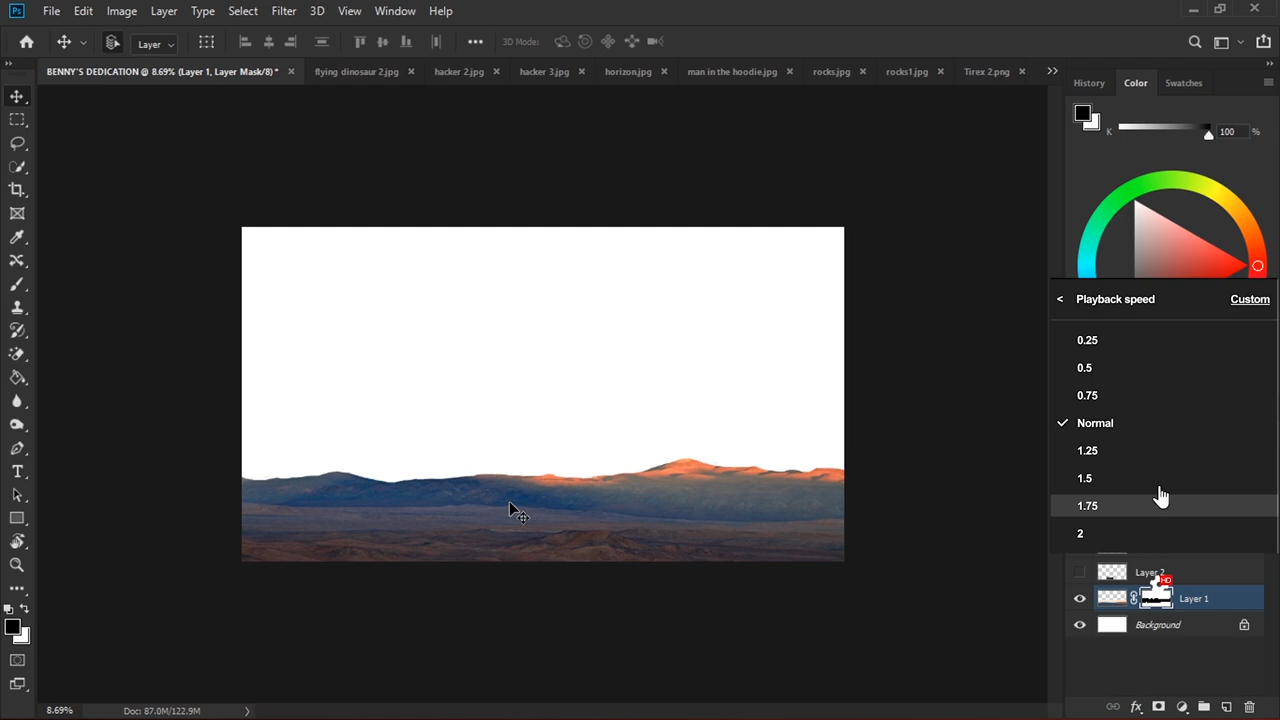 Ps File Edit Image Layer Type Select Filter 3D View Window Help
Layer 3D Mode:
BENNY'S DEDICATION @ 8.69% (Layer 1, Layer Mask/8) * flying dinosaur 2.jpg hacker 2.jpg hacker 3.jpg horizon.jpg man in the hoodie.jpg rocks.jpg rocks1.jpg Tirex 2.png
History Color Swatches
K 100 %
< Playback speed Custom
0.25
0.5
0.75
Normal
1.25
1.5
1.75
2
Layer 2
HD
Layer 1
Background
8.69% Doc: 87.0M/122.9M